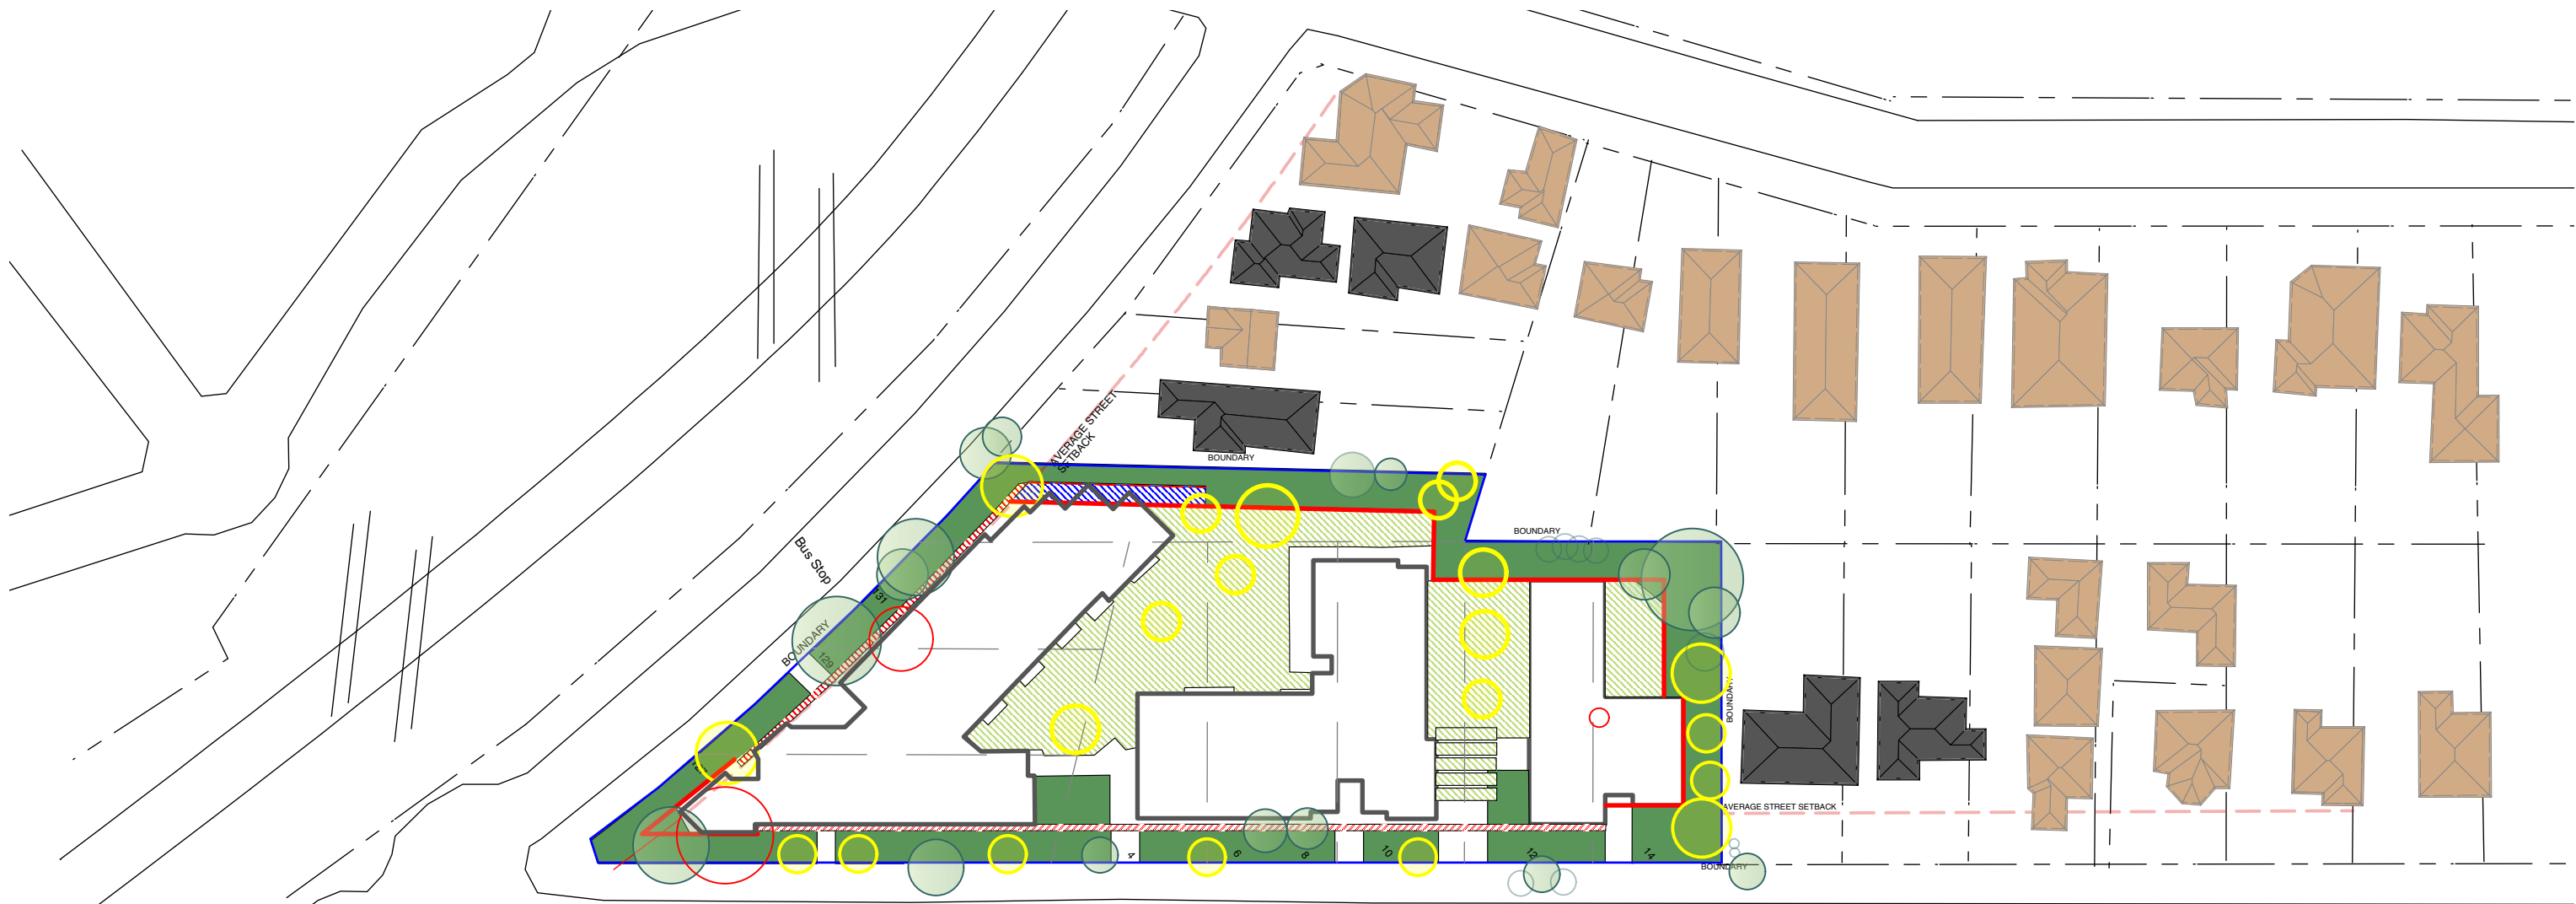 AVERAGE STREET
SETBACK
BOUNDARY
BOUNDARY
Bus Stop
131
BOUNDARY
129
BOUNDARY
AVERAGE STREET SETBACK
4
6
8
10
12
14
BOUNDARY